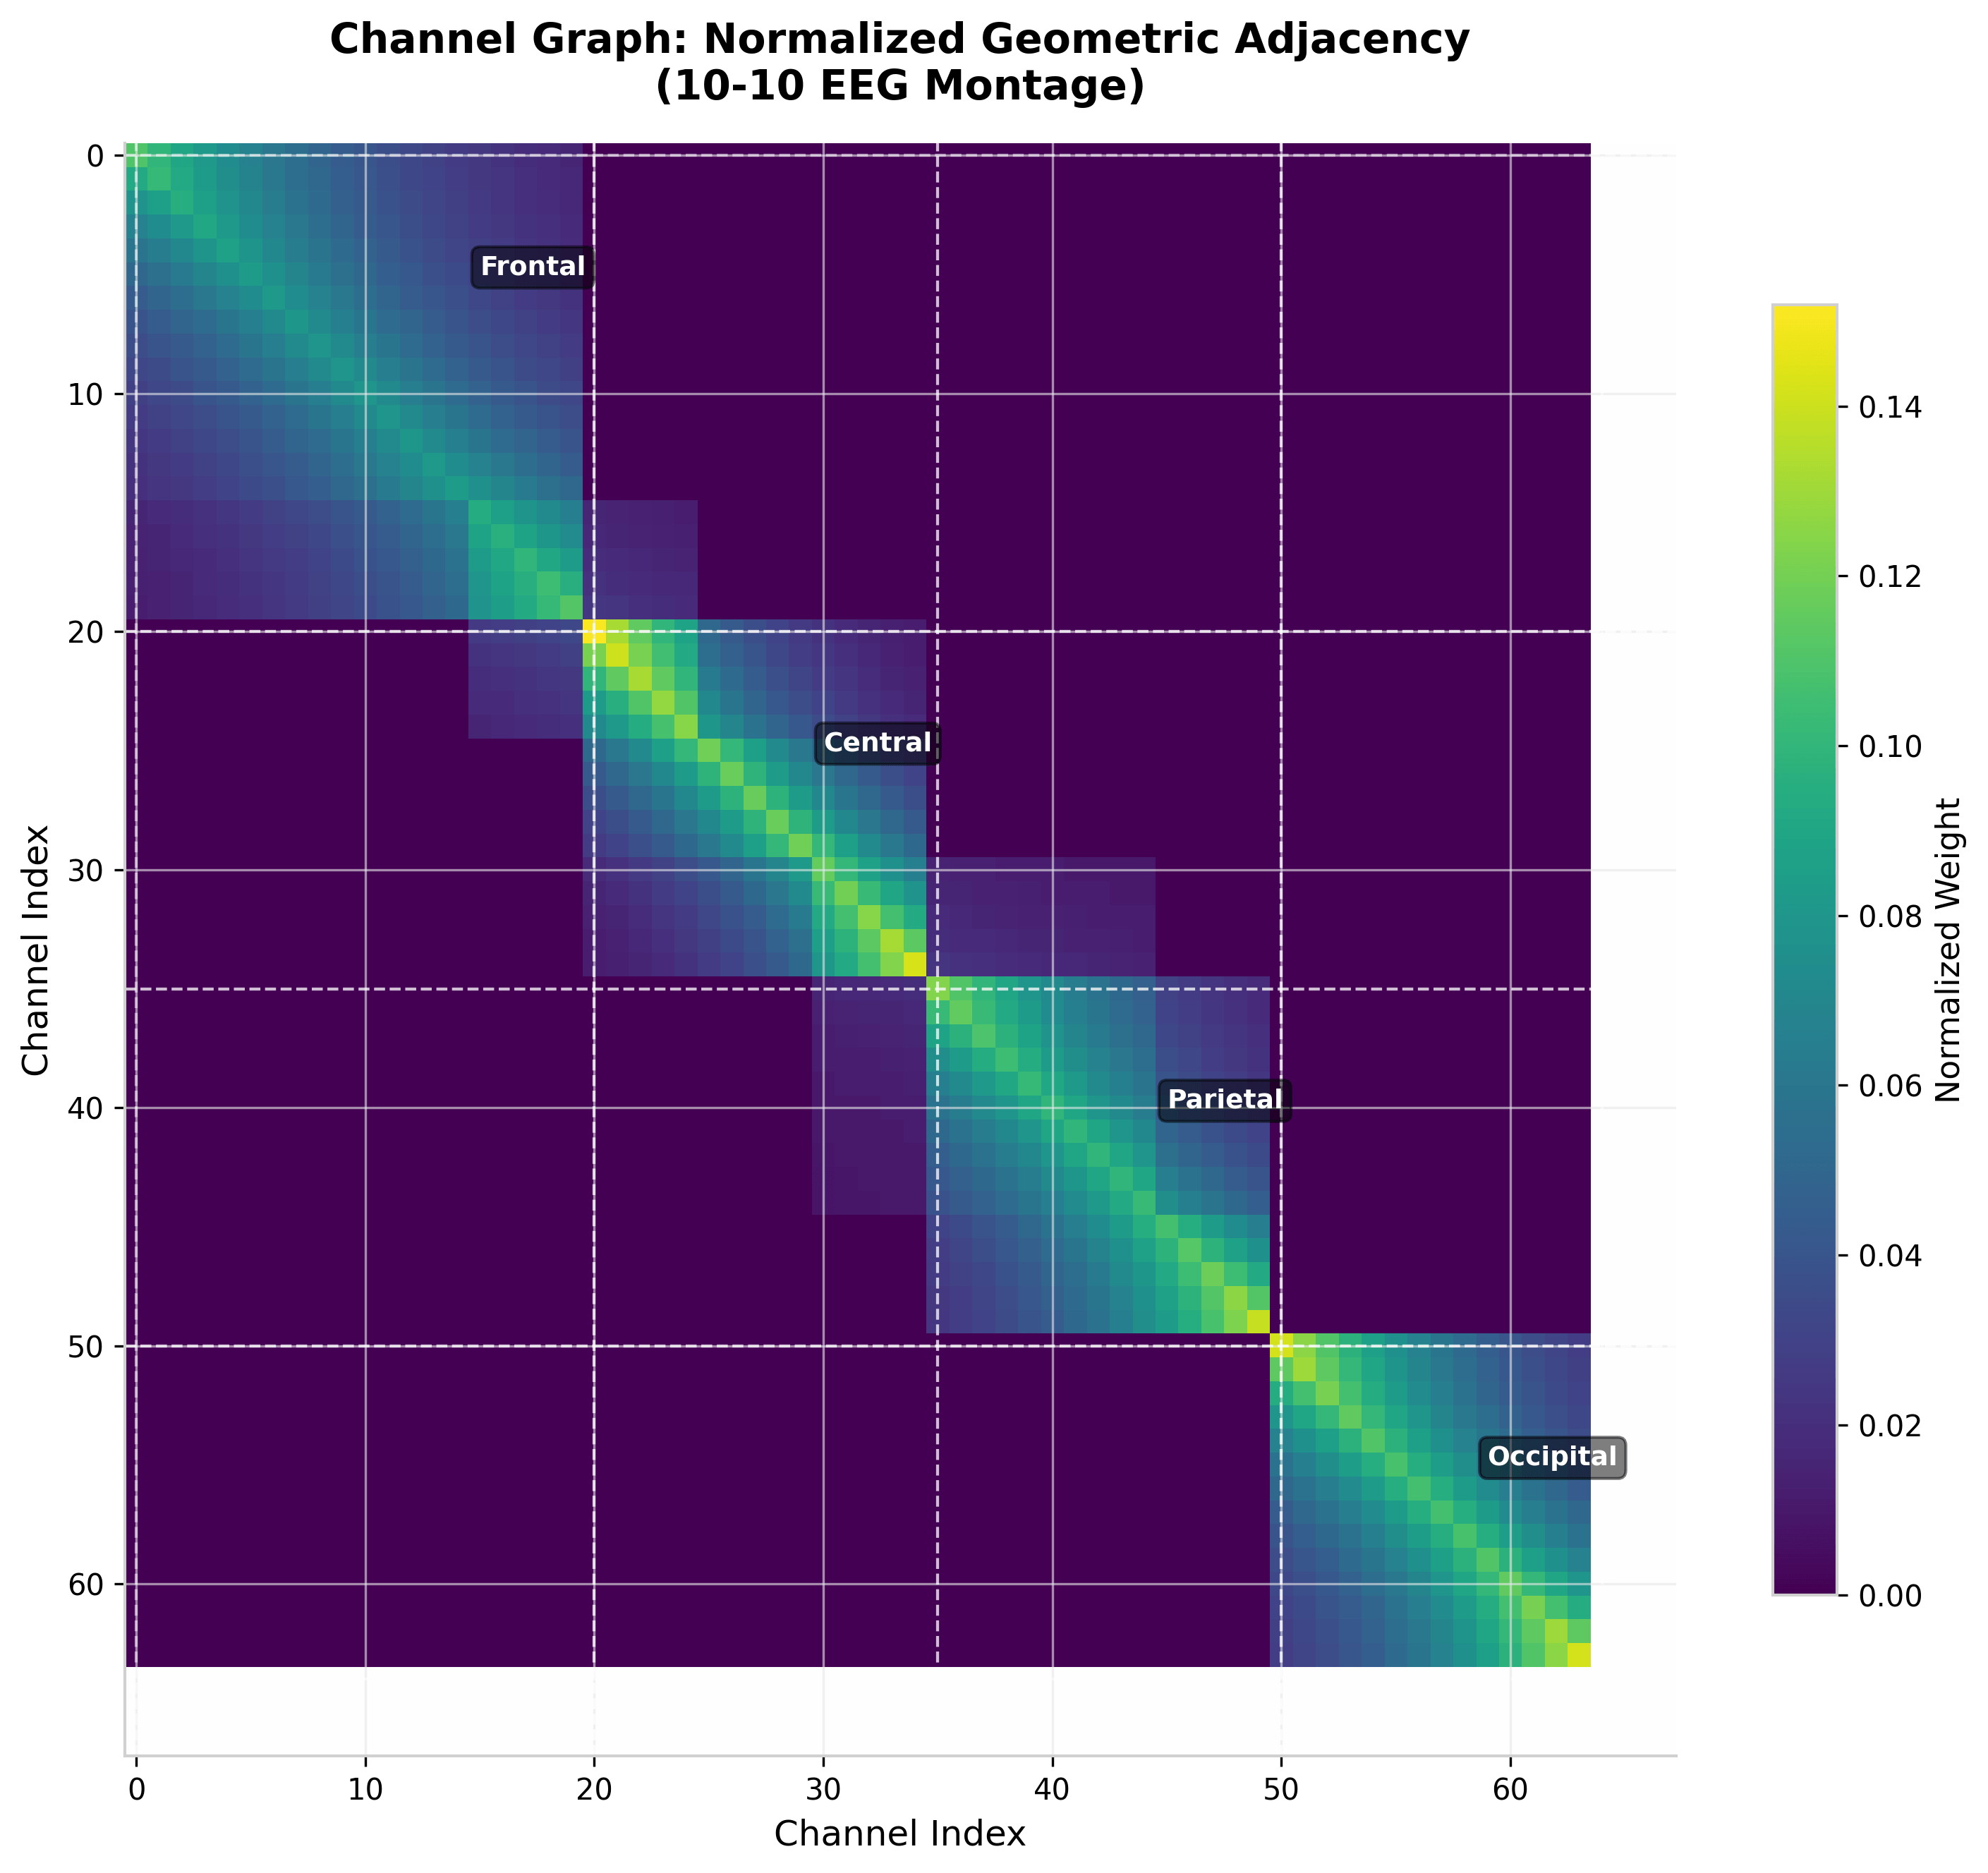 Channel Graph: Normalized Geometric Adjacency
(10-10 EEG Montage)
0
10
20
30
40
50
60
Channel Index
Frontal
Central
Parietal
Occipital
0 10 20 30 40 50 60
Channel Index
0.14
0.12
0.10
0.08
0.06
0.04
0.02
0.00
Normalized Weight